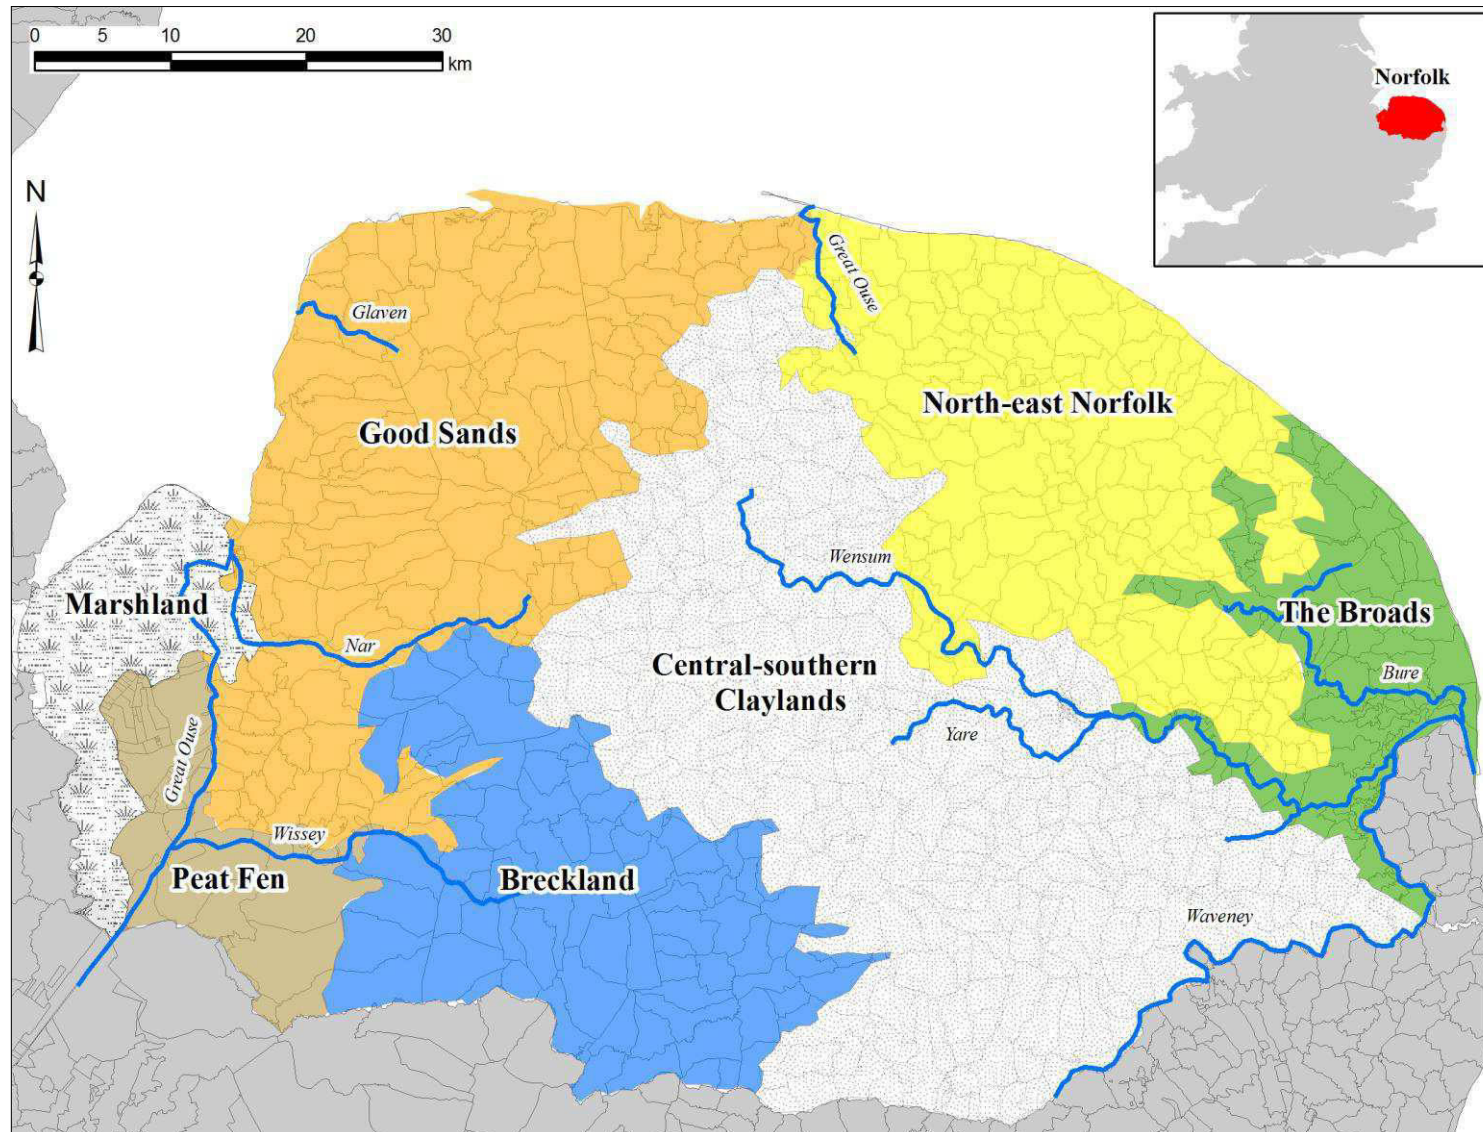 0 5 10 20 30
km
Norfolk
N
Great Ouse
Glaven
North-east Norfolk
Good Sands
Wensum
Marshland
The Broads
Nar
Central-southern
Claylands
Bure
Great Ouse
Yare
Wissey
Peat Fen
Breckland
Waveney